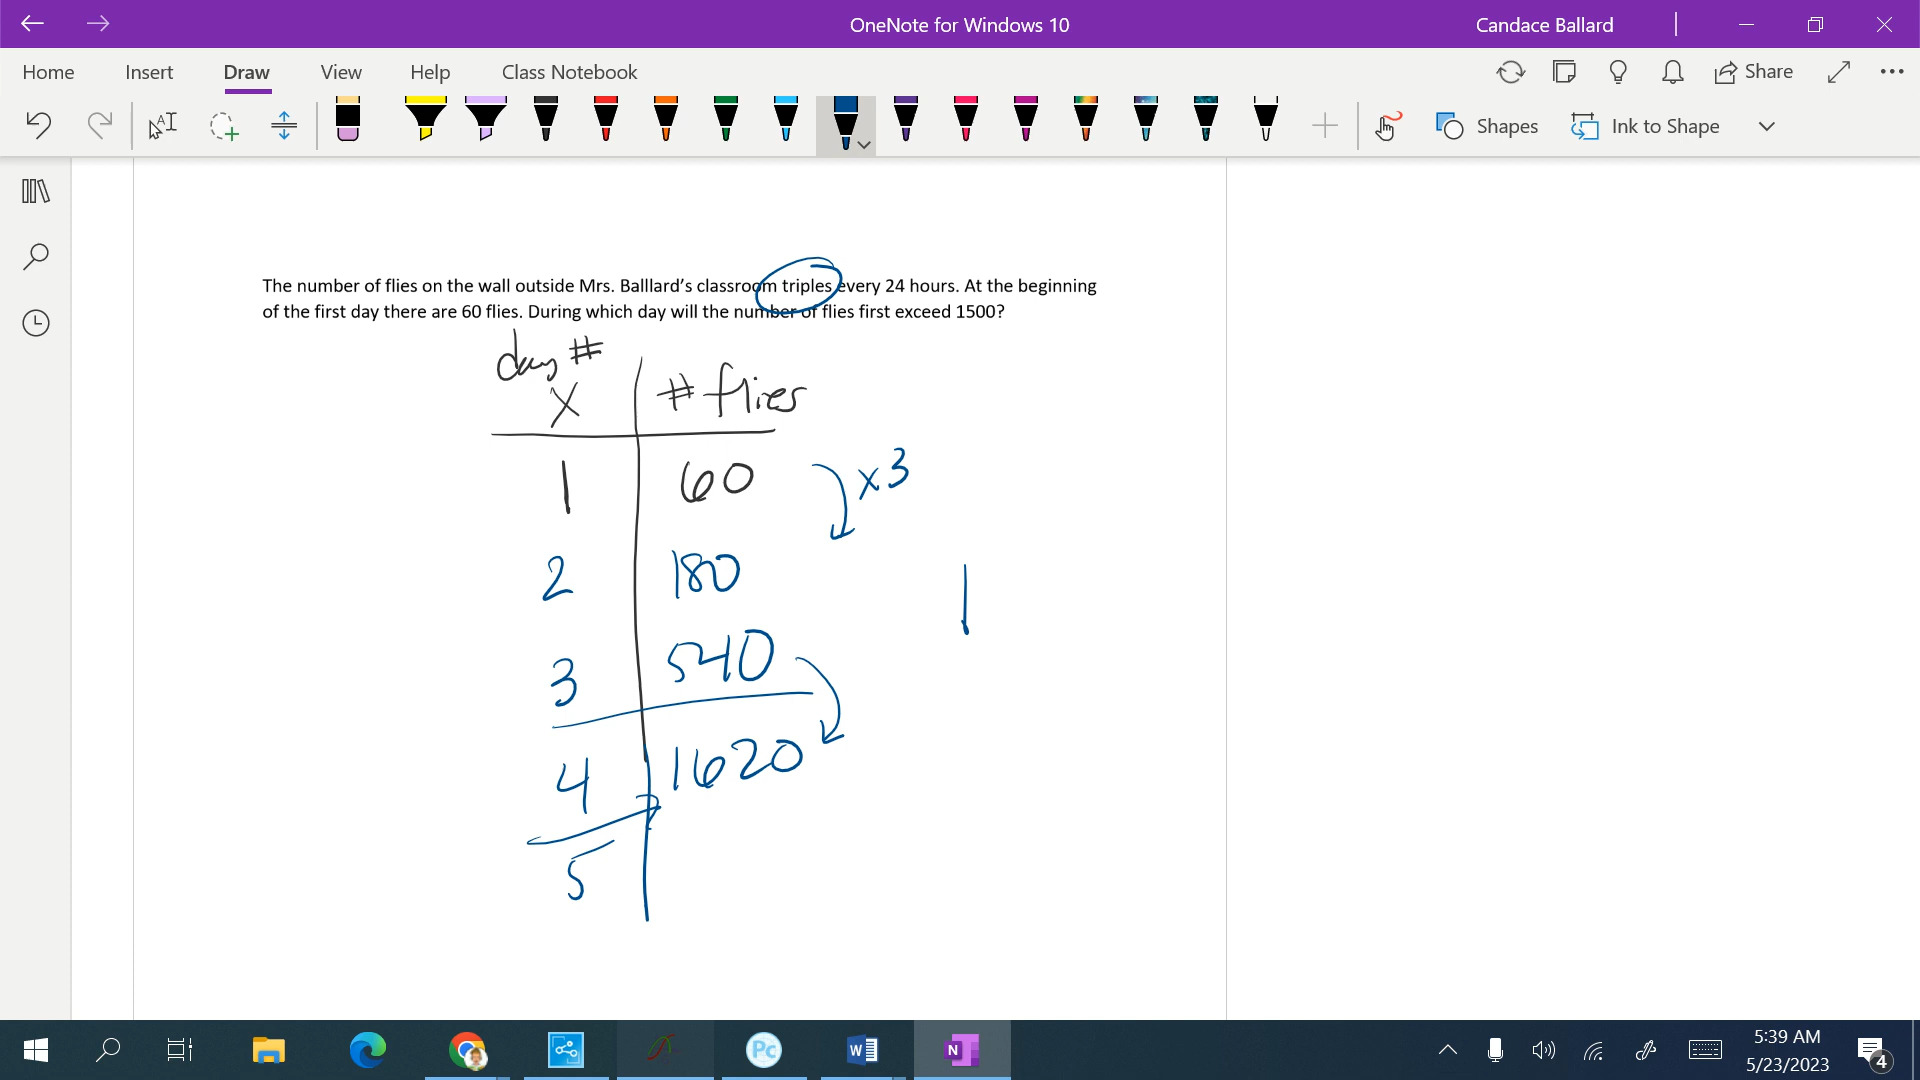 OneNote for Windows 10
Candace Ballard
Home Insert Draw View Help Class Notebook
Share
Shapes Ink to Shape
The number of flies on the wall outside Mrs. Balllard's classroom triples every 24 hours. At the beginning
of the first day there are 60 flies. During which day will the number of flies first exceed 1500?
day #
x # flies
1 60 x3
2 180
1
3 540
4 1620
5
Pc
W
N
5:39 AM
5/23/2023
4